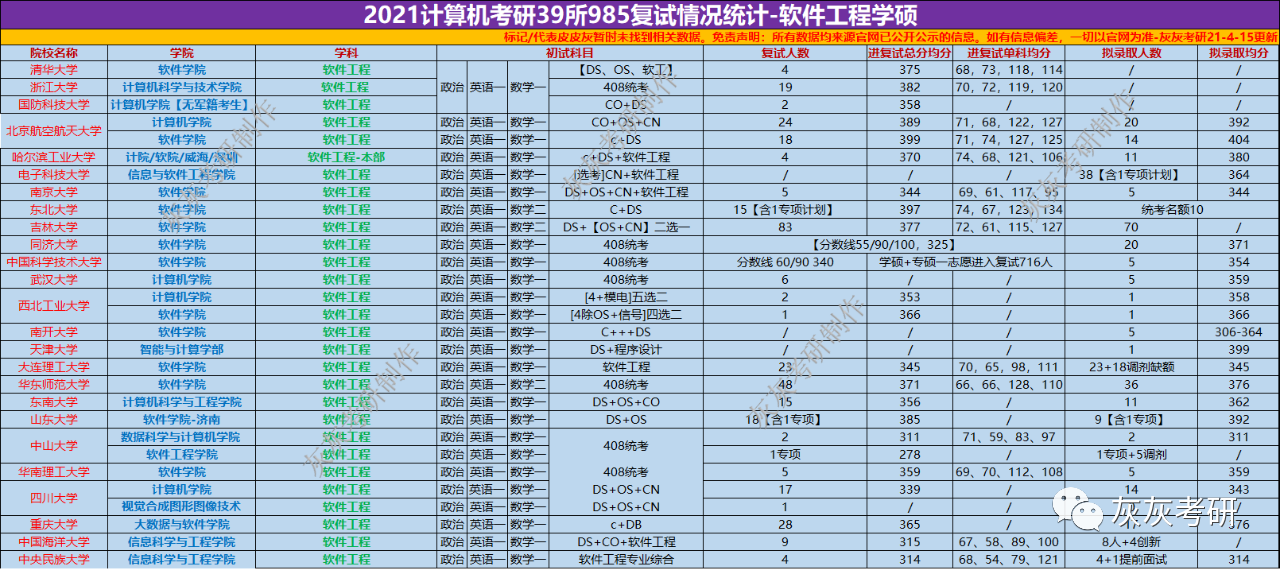 2021计算机考研39所985复试情况统计-软件工程学硕
标记/代表皮皮灰暂时未找到相关数据。免责声明：所有数据均来源官网已公开公示的信息。如有信息偏差，一切以官网为准-灰灰考研21-4-15更新
院校名称 学院 学科 初试科目 复试人数 进复试总分均分 进复试单科均分 拟录取人数 拟录取均分
清华大学 软件学院 软件工程 政治 英语一 数学一 【DS、OS、软工】 4 375 68，73，118，114 / /
浙江大学 计算机科学与技术学院 软件工程 408统考 19 382 70，72，119，120 / /
国防科技大学 计算机学院【无军籍考生】 软件工程 CO+DS 2 358 / / /
北京航空航天大学 计算机学院 软件工程 政治 英语一 数学一 CO+OS+CN 24 389 71，68，122，127 20 392
软件学院 软件工程 政治 英语一 数学一 c+DS 18 399 71，74，127，125 14 404
哈尔滨工业大学 计院/软院/威海/深圳 软件工程-本部 政治 英语一 数学一 c+DS+软件工程 4 370 74，68，121，106 11 380
电子科技大学 信息与软件工程学院 软件工程 政治 英语一 数学一 [选考]CN+软件工程 / / / 38【含1专项计划】 364
南京大学 软件学院 软件工程 政治 英语一 数学一 DS+OS+CN+软件工程 5 344 69、61、117、95 5 344
东北大学 软件学院 软件工程 政治 英语一 数学二 C+DS 15【含1专项计划】 397 74，67，123，134 统考名额10
吉林大学 软件学院 软件工程 政治 英语一 数学二 DS+【OS+CN】二选一 83 377 72、61、115、127 70 /
同济大学 软件学院 软件工程 政治 英语一 数学一 408统考 【分数线55/90/100，325】 20 371
中国科学技术大学 软件学院 软件工程 政治 英语一 数学一 408统考 分数线 60/90 340 学硕+专硕一志愿进入复试716人 5 354
武汉大学 计算机学院 软件工程 政治 英语一 数学一 408统考 6 / / 5 359
西北工业大学 计算机学院 软件工程 政治 英语一 数学一 [4+模电]五选二 2 353 / 1 358
软件学院 软件工程 政治 英语一 数学一 [4除OS+信号]四选二 1 366 / 1 366
南开大学 软件学院 软件工程 政治 英语一 数学一 C+++DS / / / 5 306-364
天津大学 智能与计算学部 软件工程 政治 英语一 数学一 DS+程序设计 / / / 1 399
大连理工大学 软件学院 软件工程 政治 英语一 数学一 软件工程 23 345 70，65，98，111 23+18调剂缺额 345
华东师范大学 软件学院 软件工程 政治 英语一 数学二 408统考 48 371 66，66，128，110 36 376
东南大学 计算机科学与工程学院 软件工程 政治 英语一 数学一 DS+OS+CO 15 356 / 11 362
山东大学 软件学院-济南 软件工程 政治 英语一 数学一 DS+OS 18【含1专项】 385 / 9【含1专项】 392
中山大学 数据科学与计算机学院 软件工程 政治 英语一 数学一 408统考 2 311 71、59、83、97 2 311
软件工程学院 软件工程 政治 英语一 数学一 1专项 278 / 1专项+5调剂 /
华南理工大学 软件学院 软件工程 政治 英语一 数学一 408统考 5 359 69、70、112、108 5 359
四川大学 计算机学院 软件工程 政治 英语一 数学一 DS+OS+CN 17 339 / 14 343
视觉合成图形图像技术 软件工程 政治 英语一 数学一 DS+OS+CN 1 / /
重庆大学 大数据与软件学院 软件工程 政治 英语一 数学一 c+DB 28 365 /
中国海洋大学 信息科学与工程学院 软件工程 政治 英语一 数学一 DS+CO+软件工程 9 315 67、58、89、100 8人+4创新 /
中央民族大学 信息科学与工程学院 软件工程 政治 英语一 数学一 软件工程专业综合 4 314 68、54、79、121 4+1提前面试 314
灰灰考研
灰灰考研制作
灰灰考研制作
灰灰考研制作
灰灰考研制作
灰灰考研制作